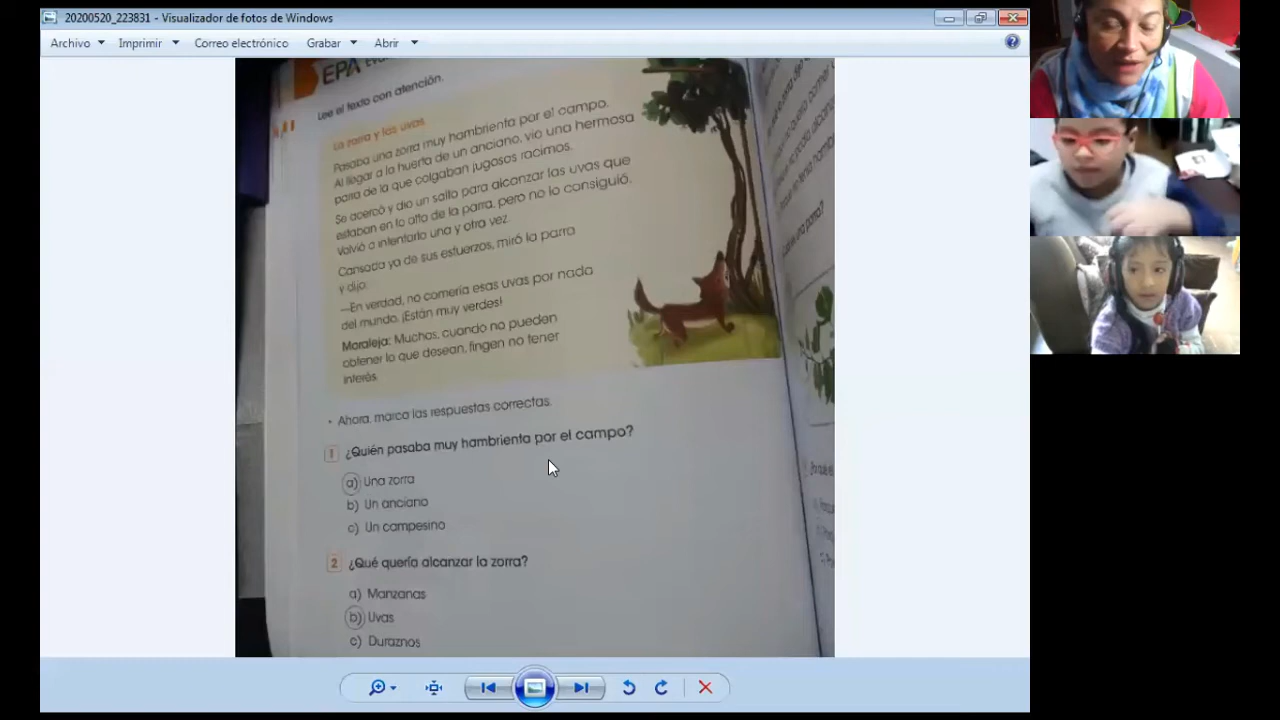 20200520_223831 - Visualizador de fotos de Windows
Archivo Imprimir Correo electrónico Grabar Abrir
EPA
Lee el texto con atención.
La zorra y las uvas
Pasaba una zorra muy hambrienta por el campo.
Al llegar a la huerta de un anciano, vio una hermosa
parra de la que colgaban jugosos racimos.
Se acercó y dio un salto para alcanzar las uvas que
estaban en lo alto de la parra, pero no lo consiguió.
Volvió a intentarlo una y otra vez.
Cansada ya de sus esfuerzos, miró la parra
y dijo:
—En verdad, no comería esas uvas por nada
del mundo. ¡Están muy verdes!
Moraleja: Muchos, cuando no pueden
obtener lo que desean, fingen no tener
interés.
• Ahora, marca las respuestas correctas.
1 ¿Quién pasaba muy hambrienta por el campo?
a) Una zorra
b) Un anciano
c) Un campesino
2 ¿Qué quería alcanzar la zorra?
a) Manzanas
b) Uvas
c) Duraznos